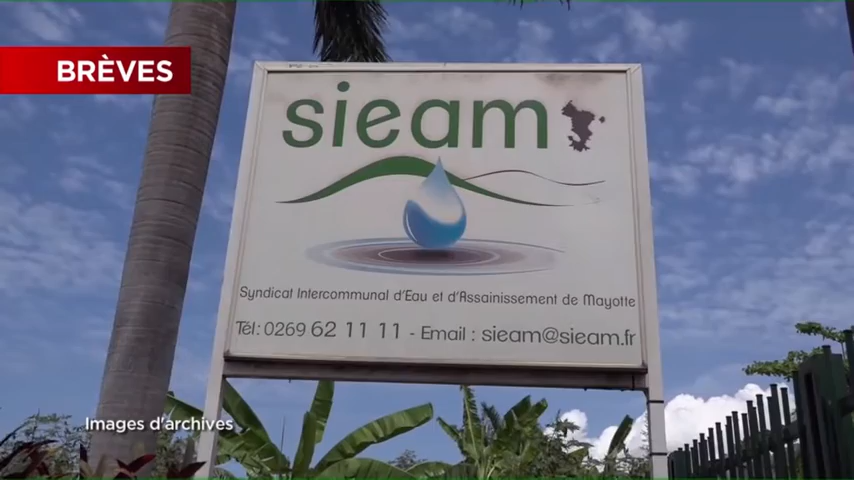 BRÈVES
sieam
Syndicat Intercommunal d'Eau et d'Assainissement de Mayotte
Tél : 0269 62 11 11 - Email : sieam@sieam.fr
Images d'archives